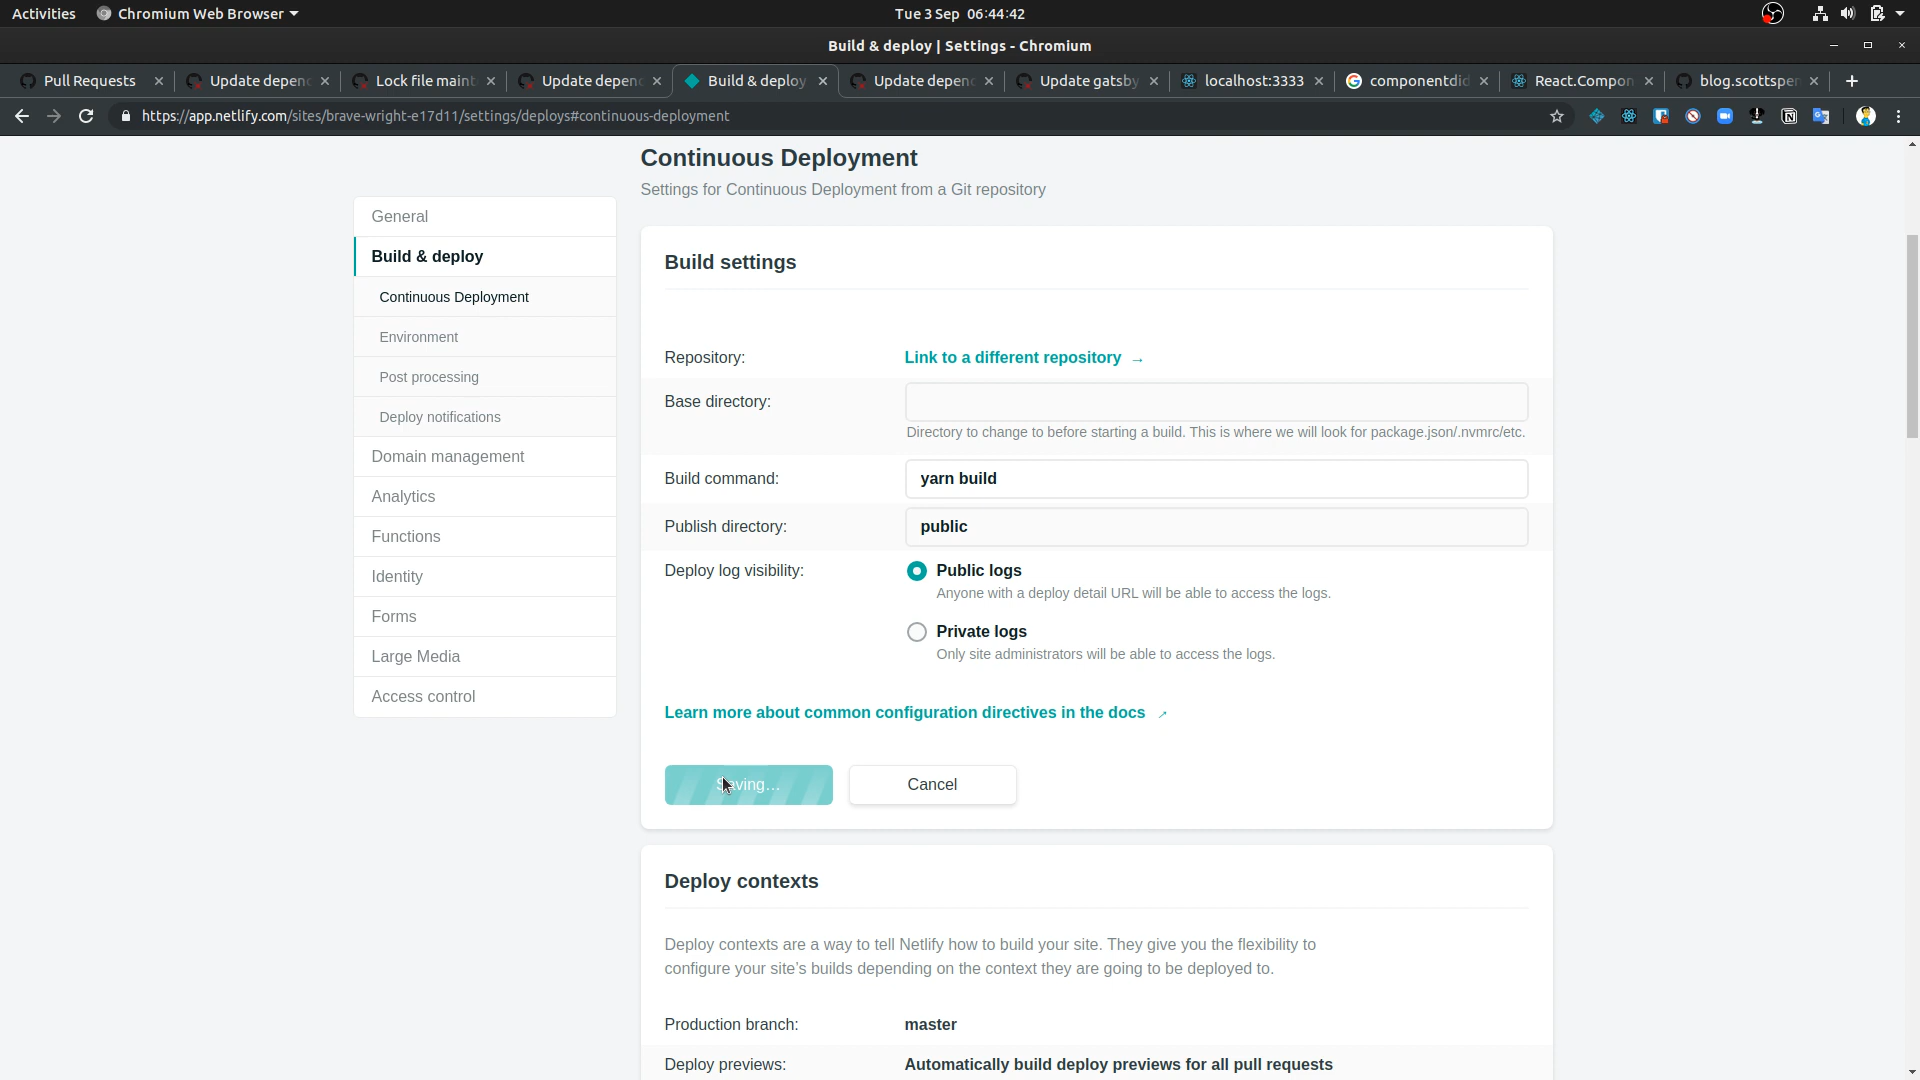 Activities
Chromium Web Browser
Tue 3 Sep 06:44:42
Build & deploy | Settings - Chromium
Pull Requests
Update depend
Lock file maint
Update depend
Build & deploy
Update depend
Update gatsby
localhost:3333
componentdid
React.Compon
blog.scottspen
https://app.netlify.com/sites/brave-wright-e17d11/settings/deploys#continuous-deployment
Continuous Deployment
Settings for Continuous Deployment from a Git repository
General
Build & deploy
Continuous Deployment
Environment
Post processing
Deploy notifications
Domain management
Analytics
Functions
Identity
Forms
Large Media
Access control
Build settings
Repository:
Link to a different repository →
Base directory:
Directory to change to before starting a build. This is where we will look for package.json/.nvmrc/etc.
Build command:
yarn build
Publish directory:
public
Deploy log visibility:
Public logs
Anyone with a deploy detail URL will be able to access the logs.
Private logs
Only site administrators will be able to access the logs.
Learn more about common configuration directives in the docs →
Saving…
Cancel
Deploy contexts
Deploy contexts are a way to tell Netlify how to build your site. They give you the flexibility to
configure your site’s builds depending on the context they are going to be deployed to.
Production branch:
master
Deploy previews:
Automatically build deploy previews for all pull requests